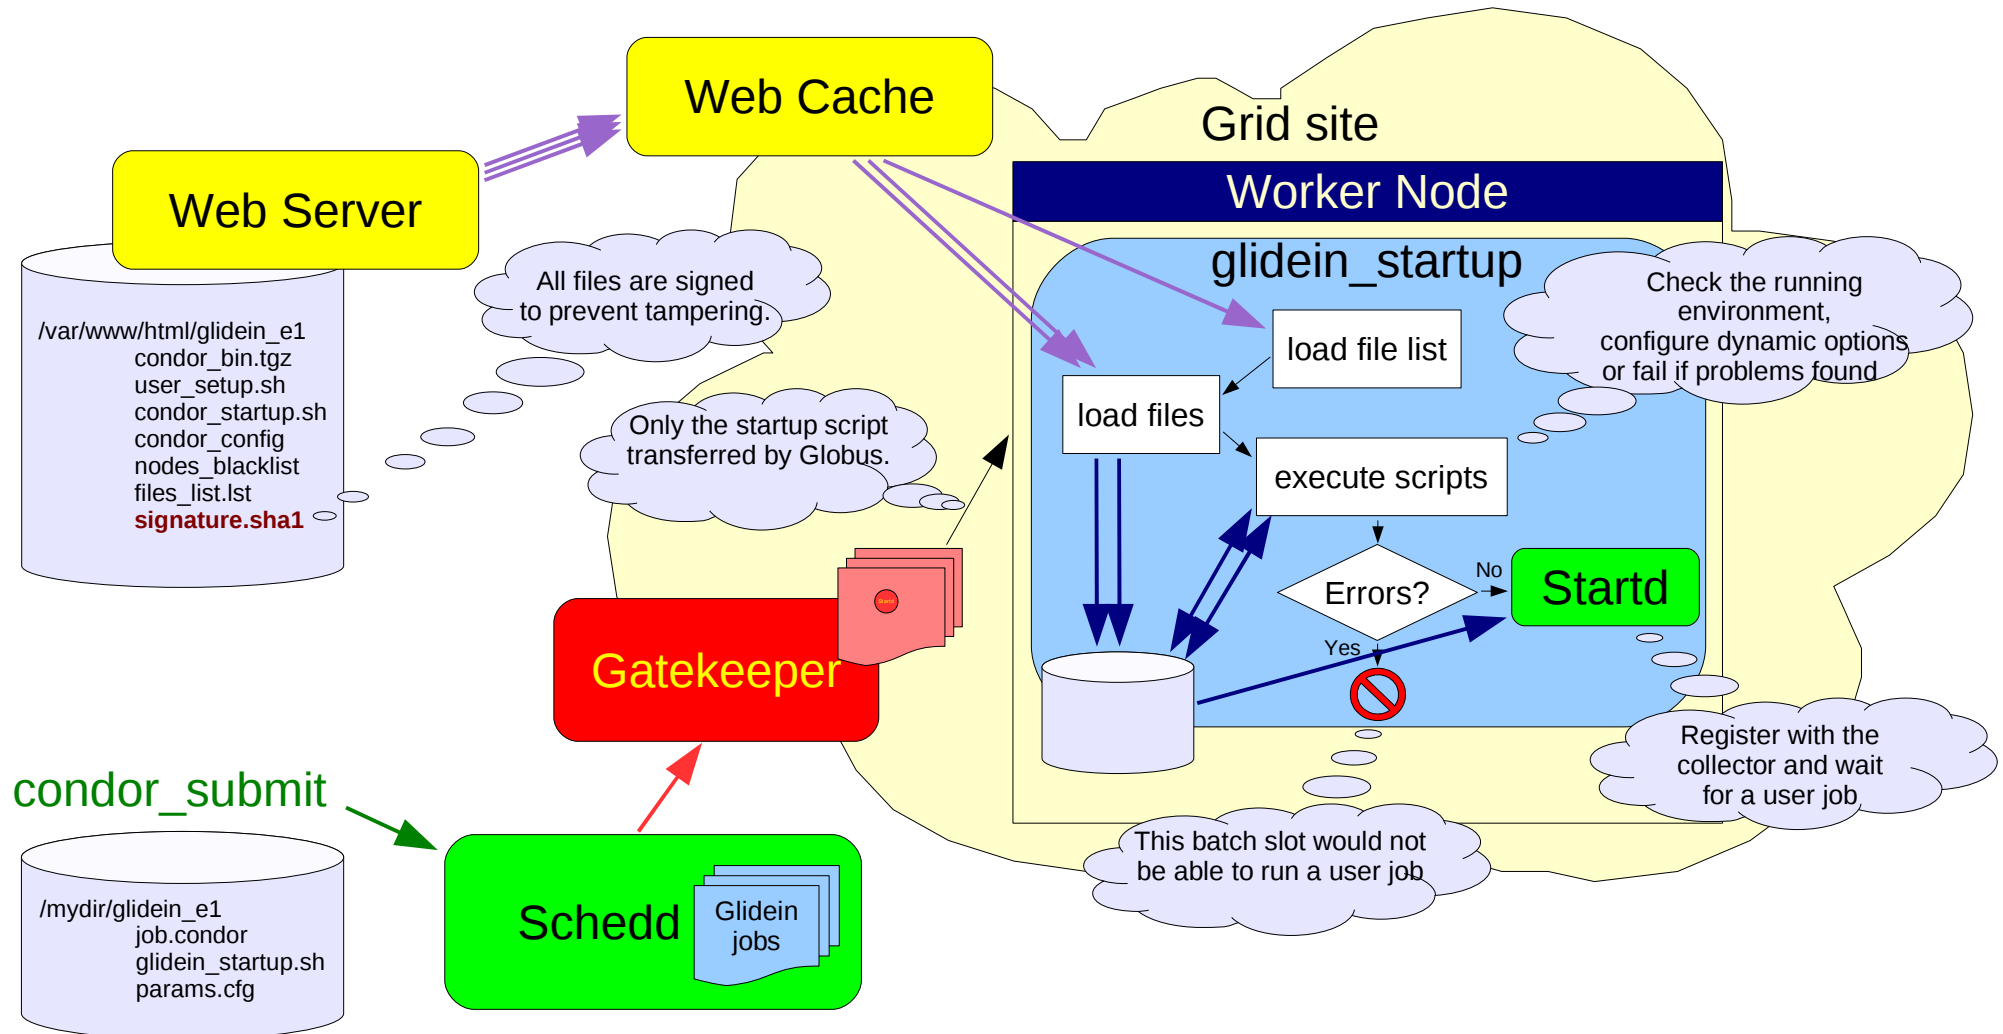 Web Cache
Grid site
Web Server
Worker Node
glidein_startup
All files are signed
to prevent tampering.
Check the running
environment,
configure dynamic options
or fail if problems found
/var/www/html/glidein_e1
condor_bin.tgz
user_setup.sh
condor_startup.sh
condor_config
nodes_blacklist
files_list.lst
signature.sha1
load file list
load files
Only the startup script
transferred by Globus.
execute scripts
Errors?
No
Startd
Yes
Startd
Gatekeeper
Register with the
collector and wait
for a user job
condor_submit
This batch slot would not
be able to run a user job
Schedd
Glidein
jobs
/mydir/glidein_e1
job.condor
glidein_startup.sh
params.cfg